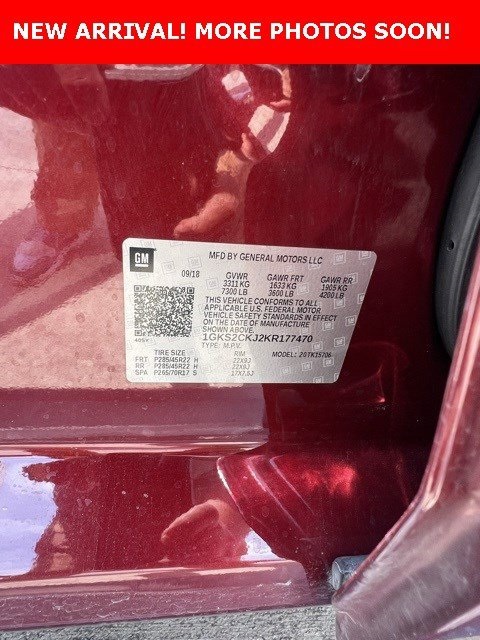 NEW ARRIVAL! MORE PHOTOS SOON!
GM
MFD BY GENERAL MOTORS LLC
09/18 GVWR GAWR FRT GAWR RR
3311 KG 1633 KG 1905 KG
7300 LB 3600 LB 4200 LB
THIS VEHICLE CONFORMS TO ALL
APPLICABLE U.S. FEDERAL MOTOR
VEHICLE SAFETY STANDARDS IN EFFECT
ON THE DATE OF MANUFACTURE
SHOWN.
1GKS2CKJ2KR177470
TYPE: M.P.V.
MODEL: 20TK15706
TIRE SIZE RIM
FRT P285/45R22 H 22X9J
RR P285/45R22 H 22X9J
SPA P265/70R17 S 17X7.5J